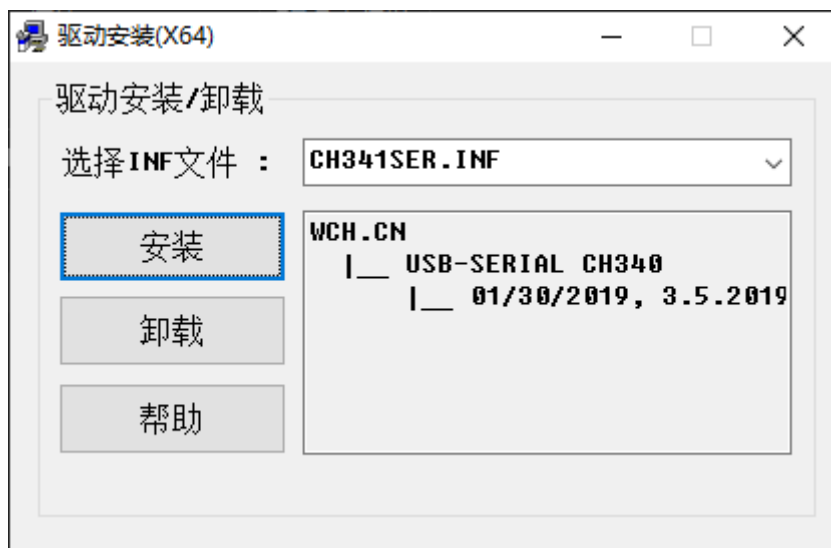 驱动安装(X64)
驱动安装/卸载
选择INF文件 : CH341SER.INF
安装
WCH.CN
|__ USB-SERIAL CH340
|__ 01/30/2019, 3.5.2019
卸载
帮助